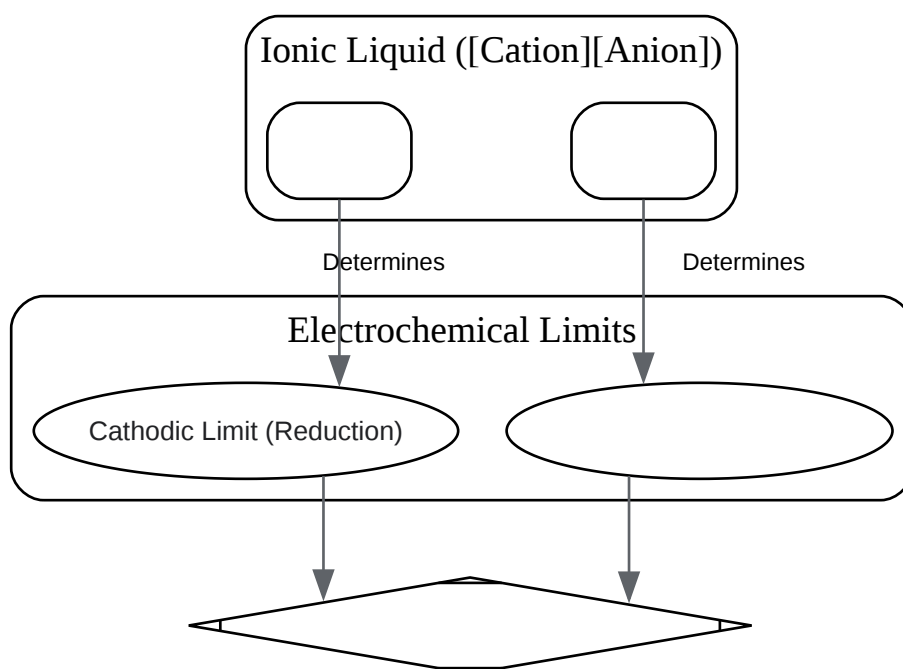 Ionic Liquid ([Cation][Anion])
Determines
Determines
Electrochemical Limits
Cathodic Limit (Reduction)